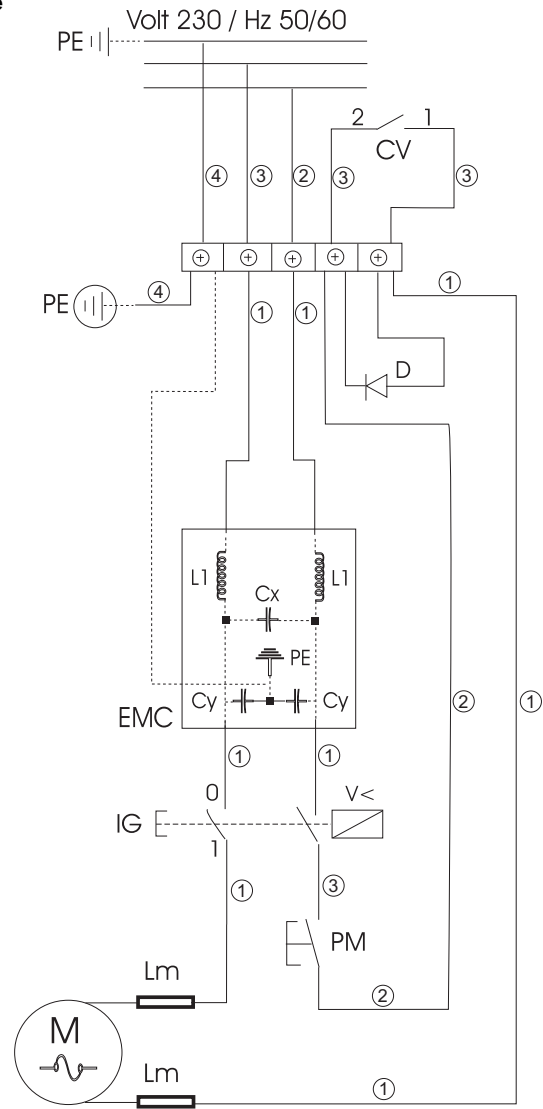 Volt 230 / Hz 50/60
PE
2 1
CV
4 3 2 3 3
+ + + + +
PE 4 1 1 1
D
L1 L1
Cx
PE
Cy Cy
EMC
2 1
1 1
0 V<
IG
1
1 3
PM
Lm 2
M
Lm
1